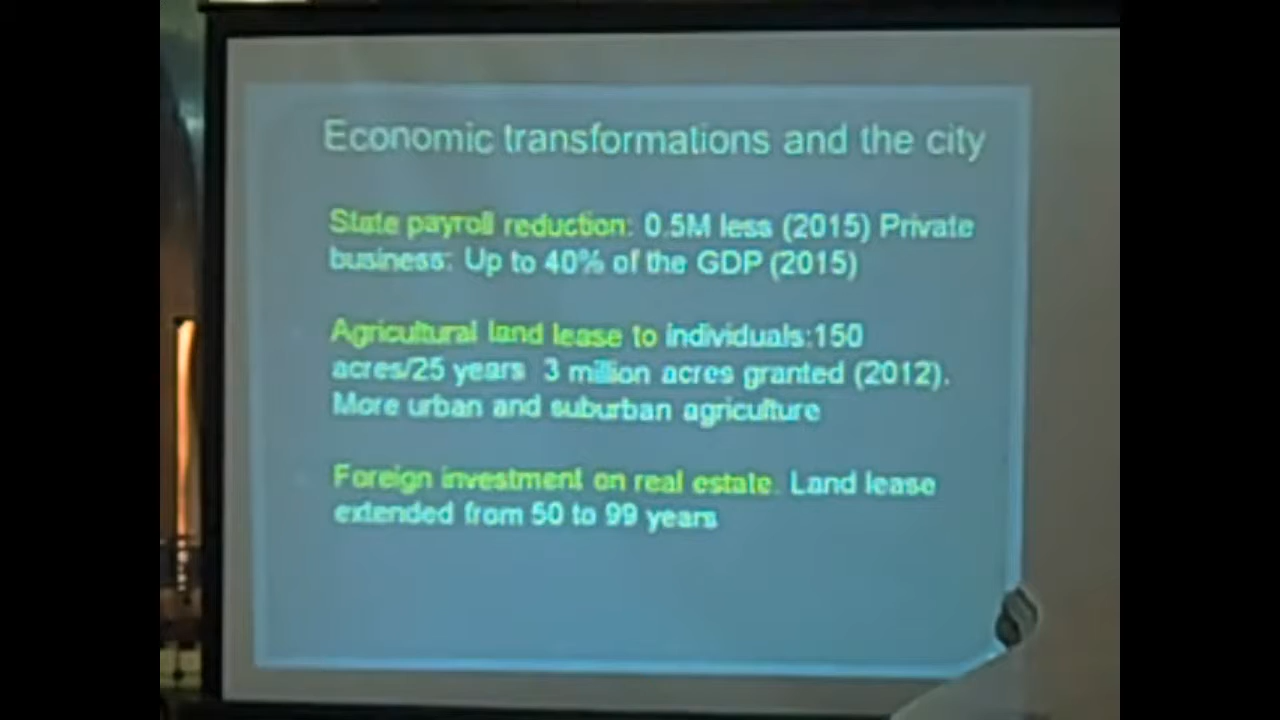 Economic transformations and the city
State payroll reduction: 0.5M less (2015) Private
business: Up to 40% of the GDP (2015)
Agricultural land lease to individuals:150
acres/25 years 3 million acres granted (2012).
More urban and suburban agriculture
Foreign investment on real estate. Land lease
extended from 50 to 99 years